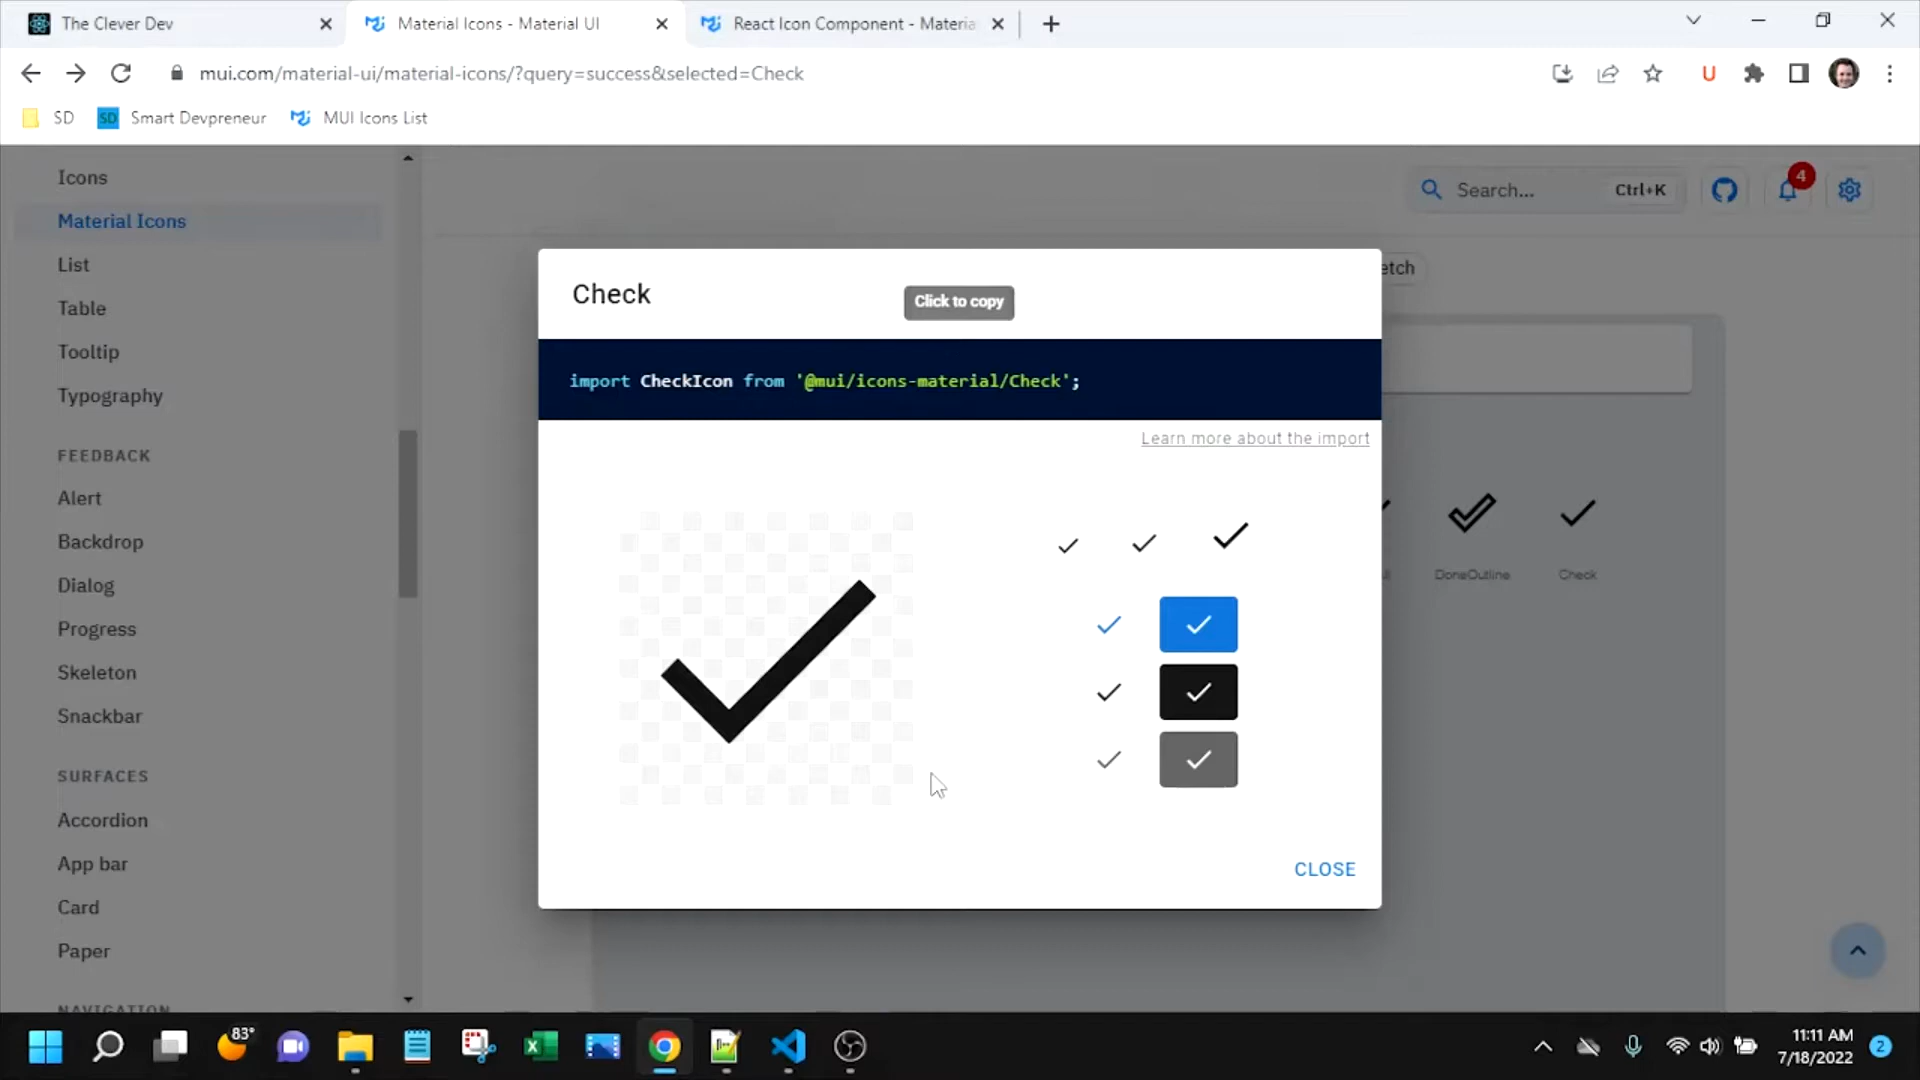 The Clever Dev
Material Icons - Material UI
React Icon Component - Materia
mui.com/material-ui/material-icons/?query=success&selected=Check
U
SD
SD Smart Devpreneur
MUI Icons List
Icons
Material Icons
List
Table
Tooltip
Typography
FEEDBACK
Alert
Backdrop
Dialog
Progress
Skeleton
Snackbar
SURFACES
Accordion
App bar
Card
Paper
NAVIGATION
Search...
Ctrl+K
4
etch
Check
Click to copy
import CheckIcon from '@mui/icons-material/Check';
Learn more about the import
DoneOutline
Check
CLOSE
83°
11:11 AM
7/18/2022
2